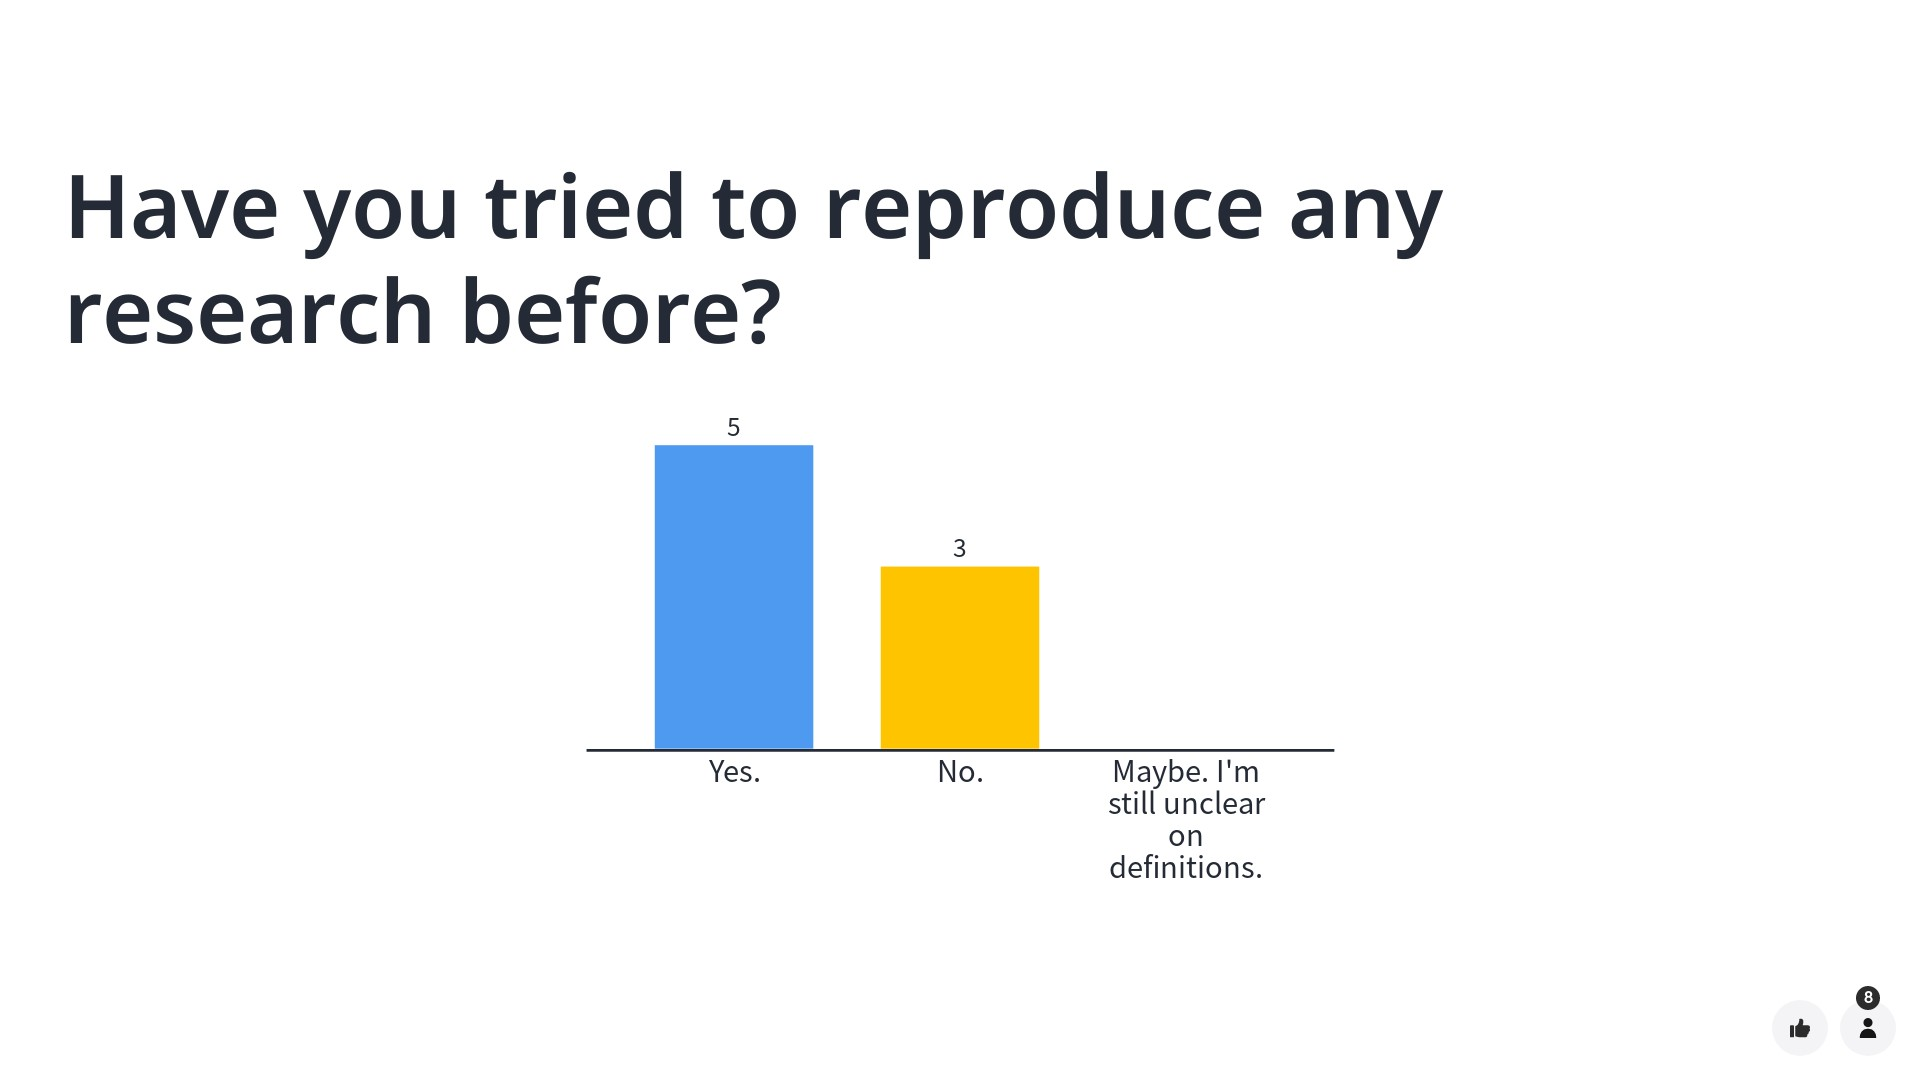 Have you tried to reproduce any
research before?
5
3
Yes.
No.
Maybe. I'm
still unclear
on
definitions.
8